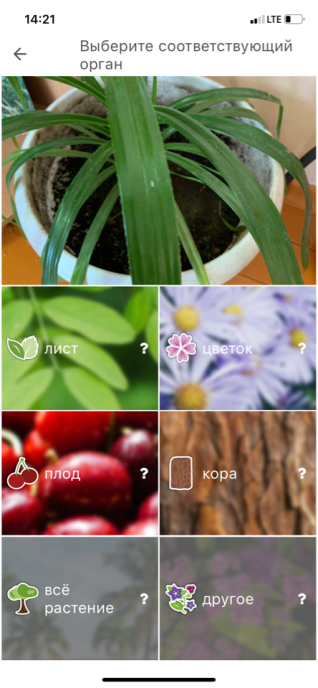 14:21
LTE
Выберите соответствующий
орган
лист ?
цветок ?
плод ?
кора ?
всё
растение ?
другое ?